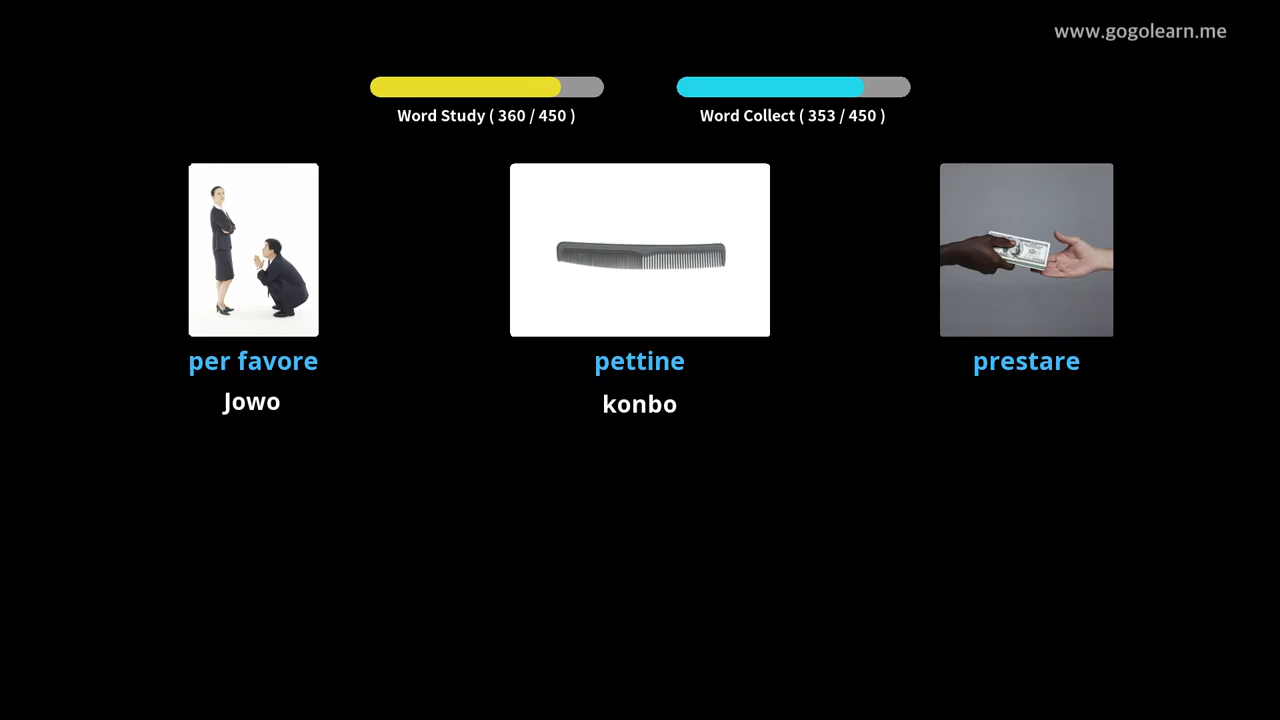 www.gogolearn.me
Word Study ( 360 / 450 )
Word Collect ( 353 / 450 )
per favore
Jowo
pettine
konbo
prestare